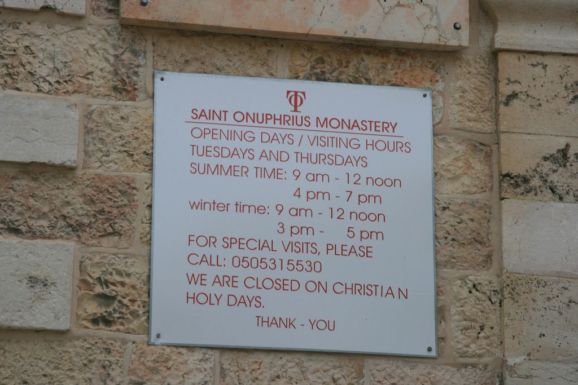 SAINT ONUPHRIUS MONASTERY
OPENING DAYS / VISITING HOURS
TUESDAYS AND THURSDAYS
SUMMER TIME: 9 am - 12 noon
4 pm - 7 pm
winter time: 9 am - 12 noon
3 pm - 5 pm
FOR SPECIAL VISITS, PLEASE
CALL: 0505315530
WE ARE CLOSED ON CHRISTIAN
HOLY DAYS.
THANK - YOU